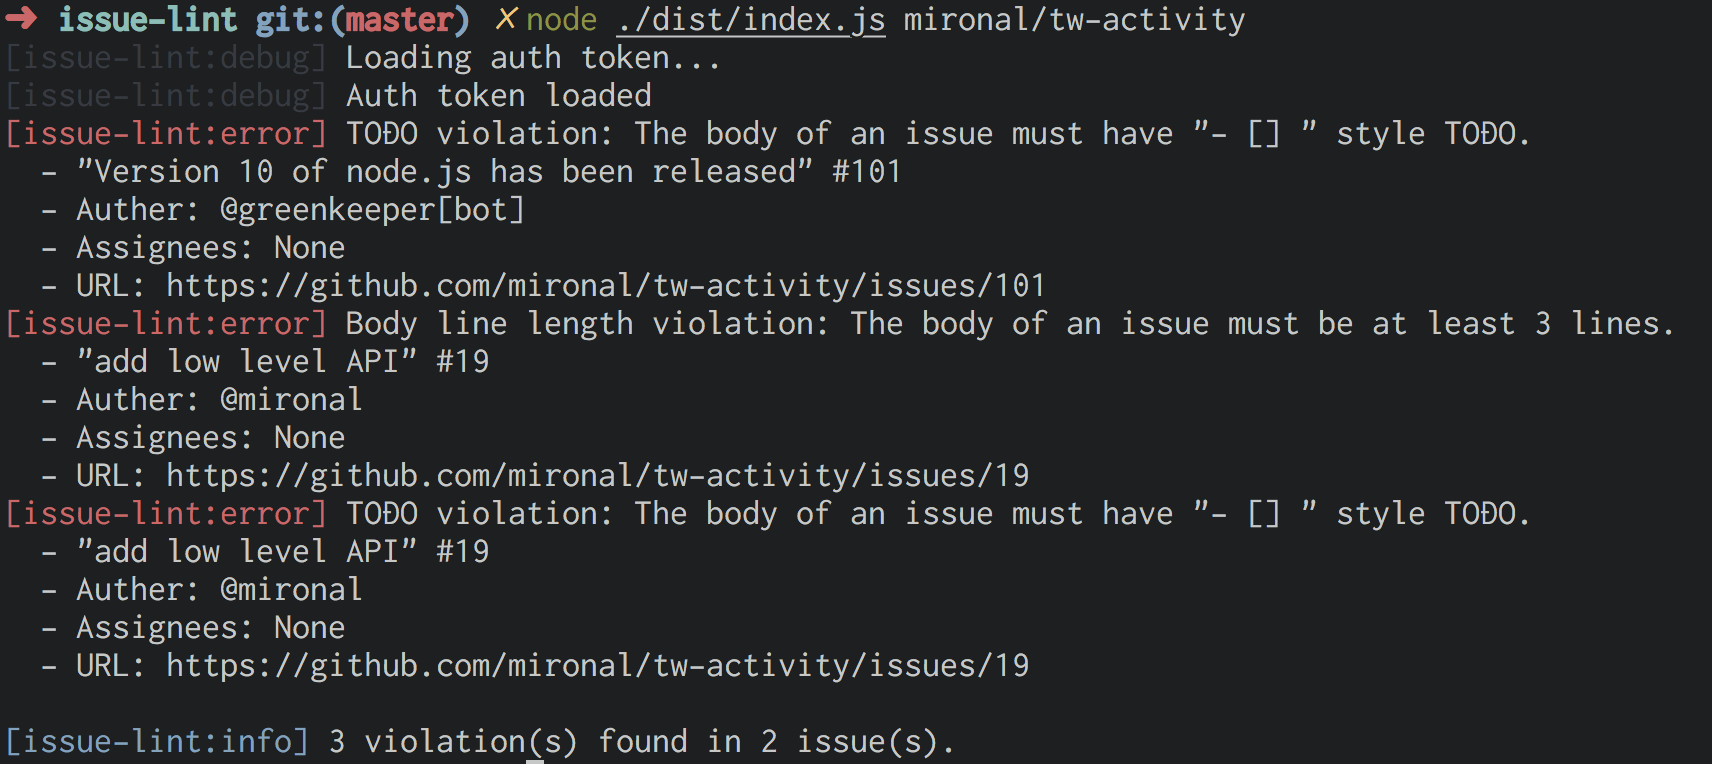 ➜ issue-lint git:(master) ✗ node ./dist/index.js mironal/tw-activity
[issue-lint:debug] Loading auth token...
[issue-lint:debug] Auth token loaded
[issue-lint:error] TODO violation: The body of an issue must have "- [] " style TODO.
- "Version 10 of node.js has been released" #101
- Auther: @greenkeeper[bot]
- Assignees: None
- URL: https://github.com/mironal/tw-activity/issues/101
[issue-lint:error] Body line length violation: The body of an issue must be at least 3 lines.
- "add low level API" #19
- Auther: @mironal
- Assignees: None
- URL: https://github.com/mironal/tw-activity/issues/19
[issue-lint:error] TODO violation: The body of an issue must have "- [] " style TODO.
- "add low level API" #19
- Auther: @mironal
- Assignees: None
- URL: https://github.com/mironal/tw-activity/issues/19
[issue-lint:info] 3 violation(s) found in 2 issue(s).